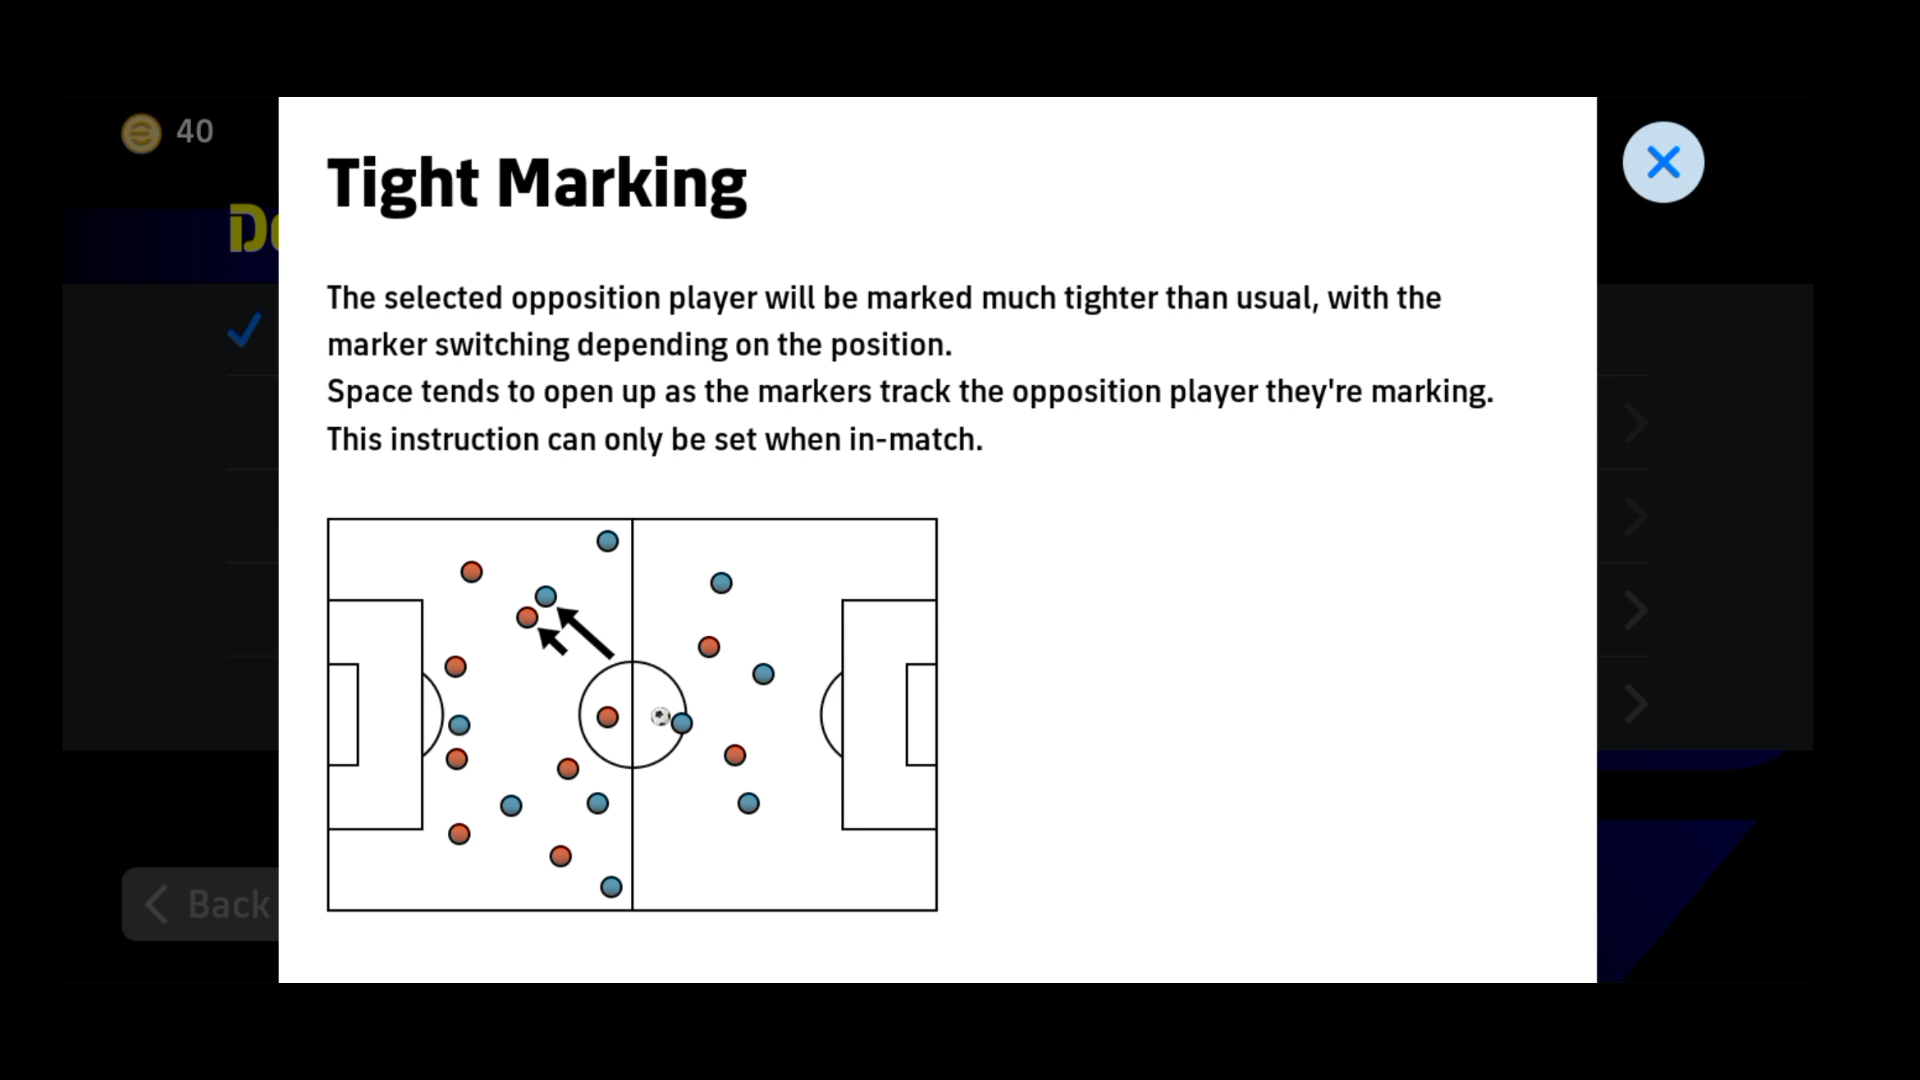 40
Tight Marking
The selected opposition player will be marked much tighter than usual, with the
marker switching depending on the position.
Space tends to open up as the markers track the opposition player they're marking.
This instruction can only be set when in-match.
Back